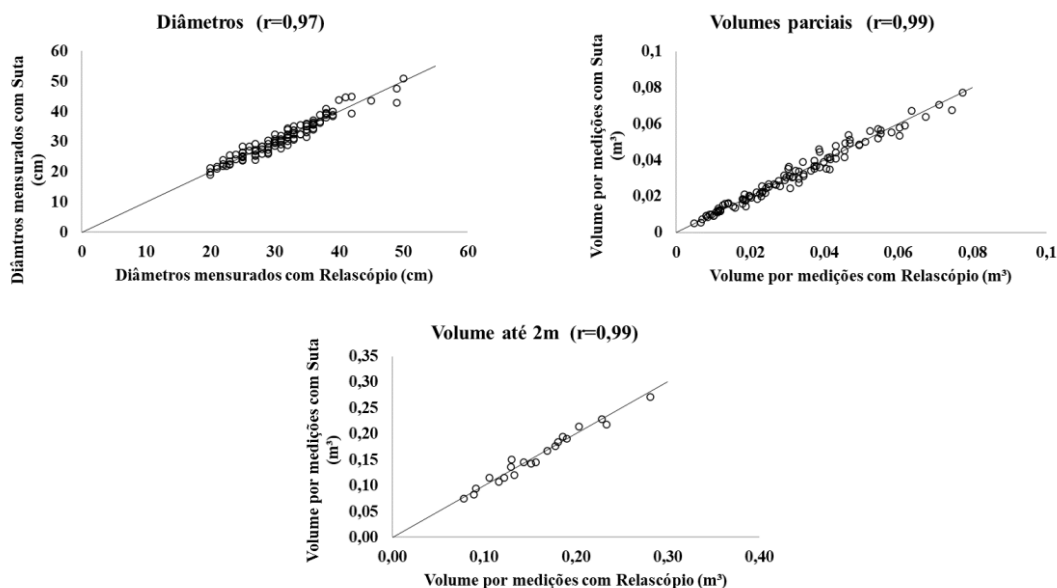 Diâmetros (r=0,97)
Diâmtros mensurados com Suta
(cm)
60
50
40
30
20
10
0
0 10 20 30 40 50 60
Diâmetros mensurados com Relascópio (cm)
Volumes parciais (r=0,99)
Volume por medições com Suta
(m³)
0,1
0,08
0,06
0,04
0,02
0
0 0,02 0,04 0,06 0,08 0,1
Volume por medições com Relascópio (m³)
Volume até 2m (r=0,99)
Volume por medições com Suta
(m³)
0,35
0,30
0,25
0,20
0,15
0,10
0,05
0,00
0,00 0,10 0,20 0,30 0,40
Volume por medições com Relascópio (m³)